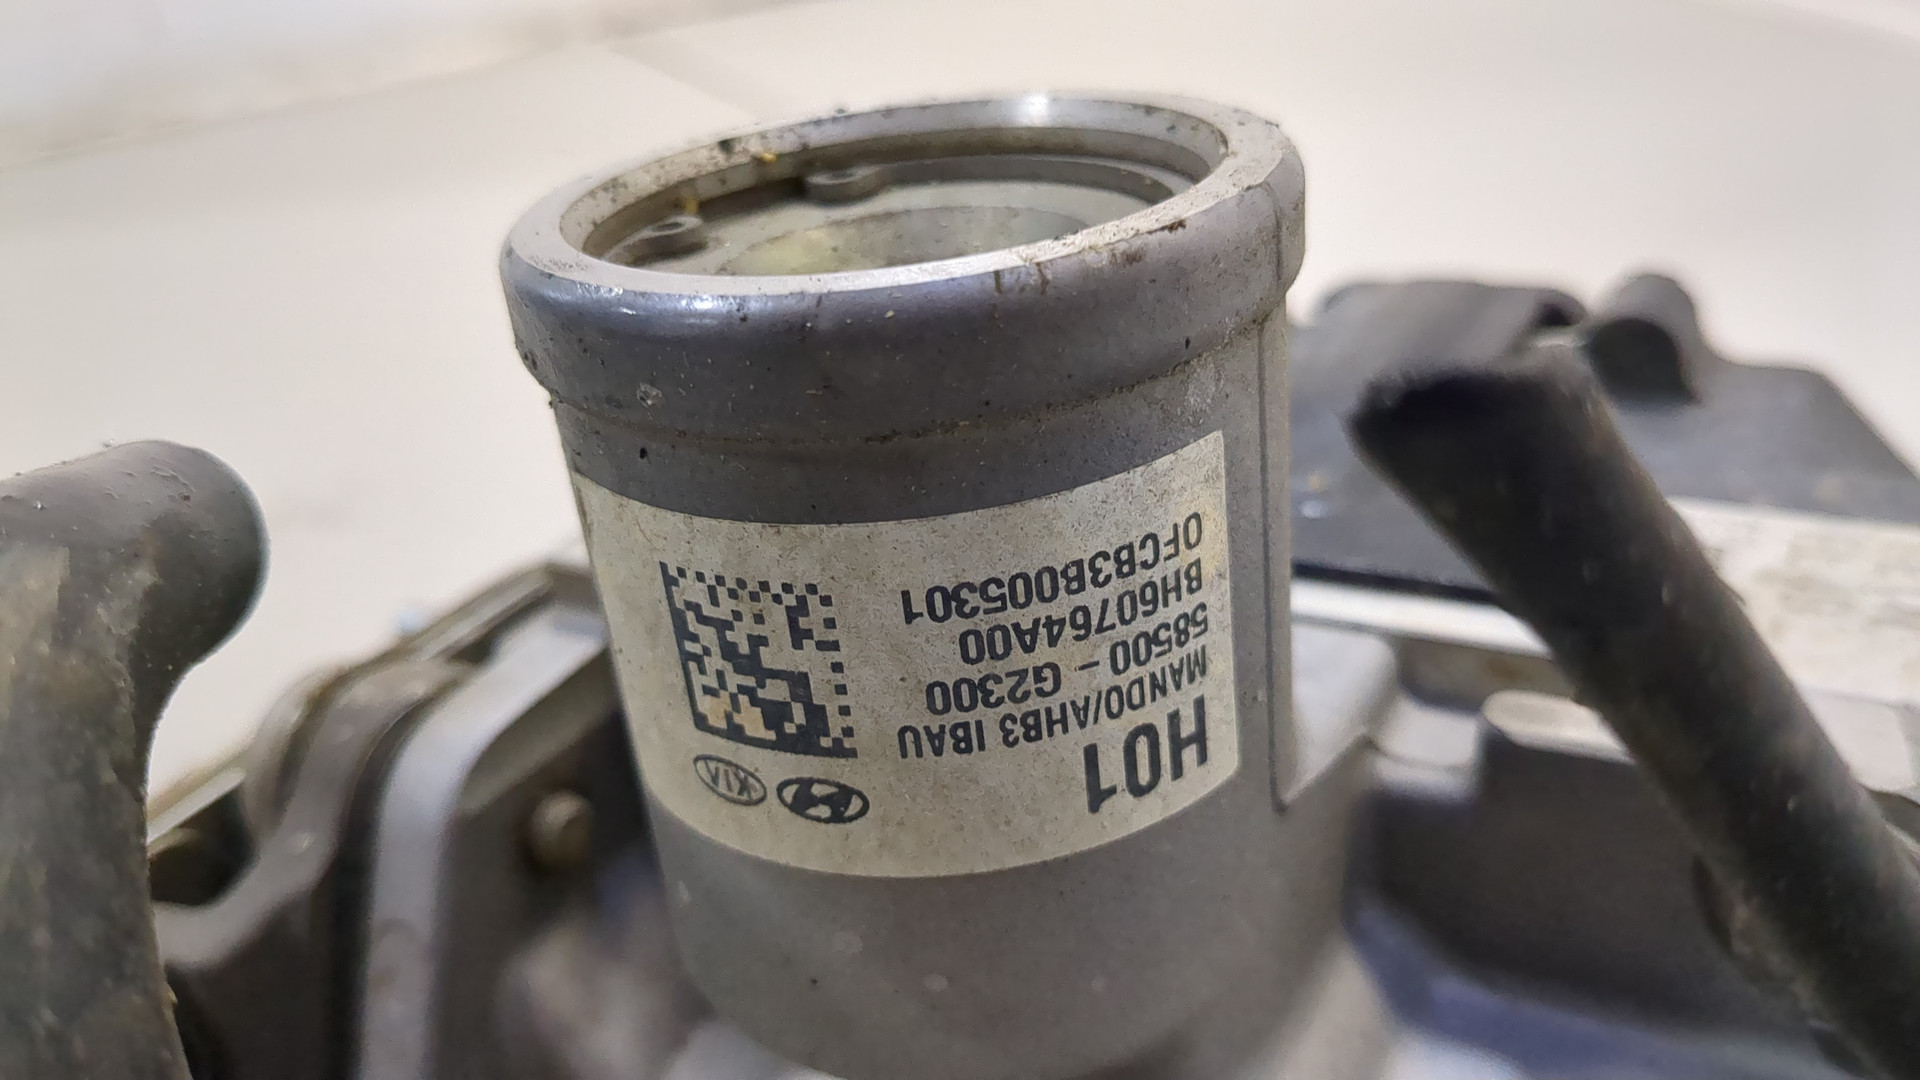 H01
MANDO/AHB3 IBAU
58500 - G2300
BH60764A00
0FCB3B005301
KIA